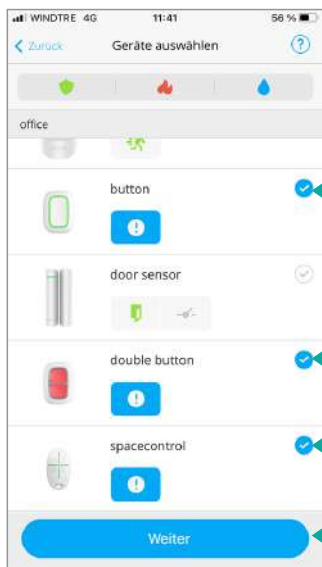 WINDTRE 4G 11:41 56 %
Zurück Geräte auswählen ?
office
button
door sensor
double button
spacecontrol
Weiter